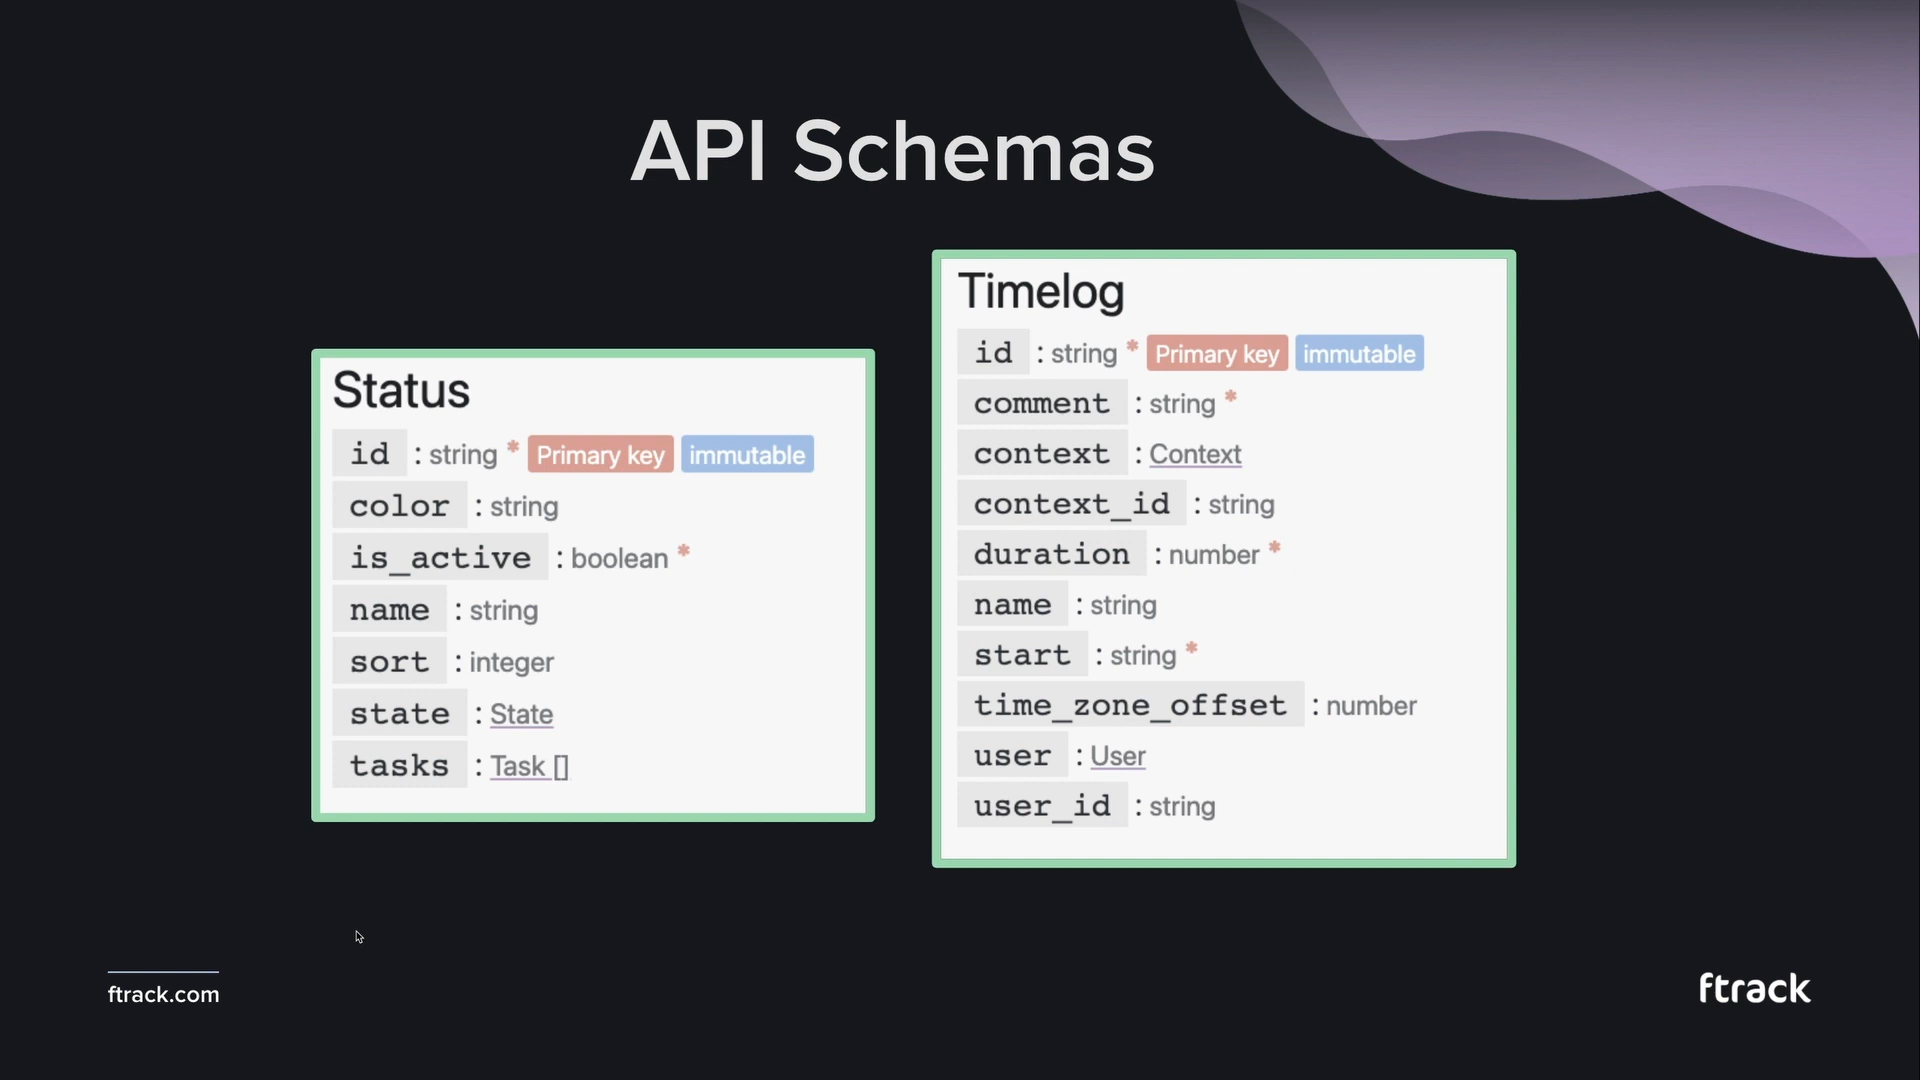 API Schemas
Status
id : string * Primary key immutable
color : string
is_active : boolean *
name : string
sort : integer
state : State
tasks : Task []
Timelog
id : string * Primary key immutable
comment : string *
context : Context
context_id : string
duration : number *
name : string
start : string *
time_zone_offset : number
user : User
user_id : string
ftrack.com
ftrack